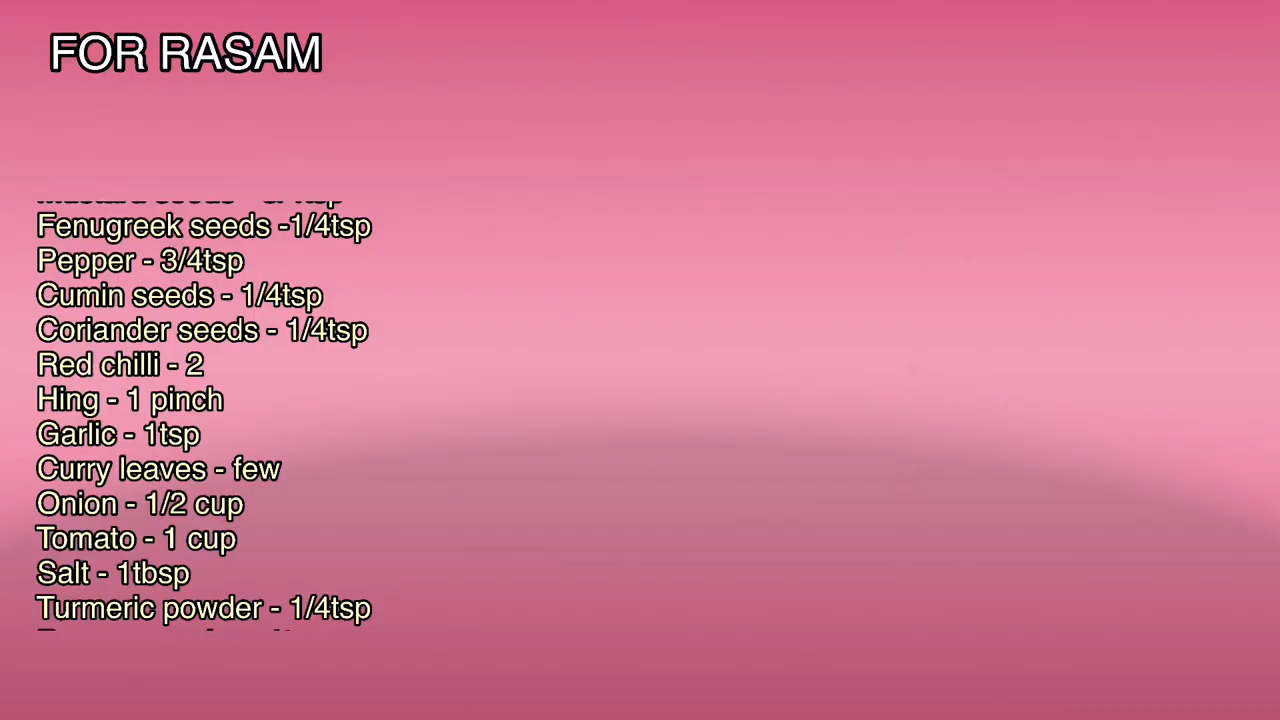 FOR RASAM
Fenugreek seeds -1/4tsp
Pepper - 3/4tsp
Cumin seeds - 1/4tsp
Coriander seeds - 1/4tsp
Red chilli - 2
Hing - 1 pinch
Garlic - 1tsp
Curry leaves - few
Onion - 1/2 cup
Tomato - 1 cup
Salt - 1tbsp
Turmeric powder - 1/4tsp